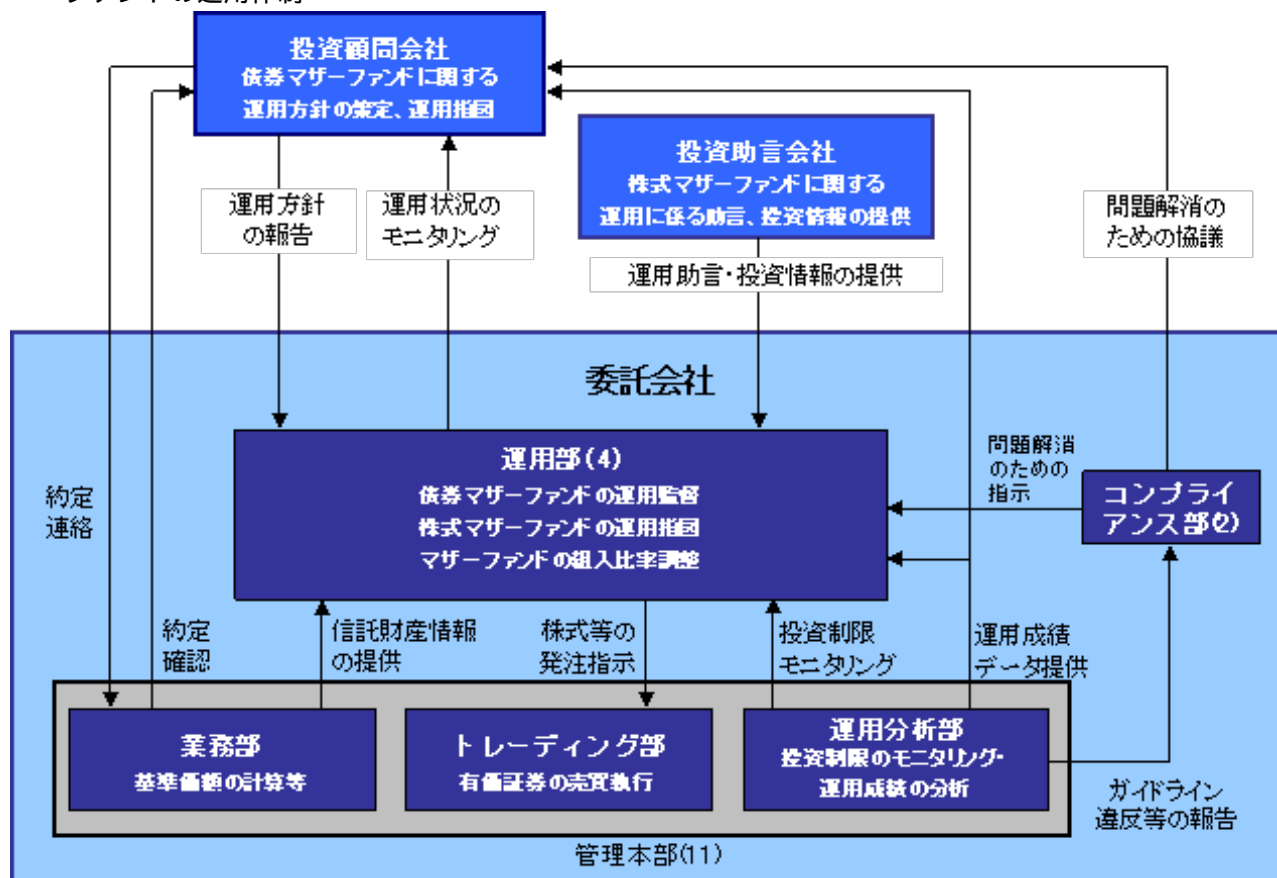 ファンドの運用体制
投資顧問会社
債券マザーファンドに関する
運用方針の策定、運用指図
投資助言会社
株式マザーファンドに関する
運用に係る助言、投資情報の提供
運用方針
の報告
運用状況の
モニタリング
問題解消の
ための協議
運用助言・投資情報の提供
委託会社
運用部(4)
債券マザーファンドの運用監督
株式マザーファンドの運用指図
マザーファンドの組入比率調整
問題解消
のための
指示
コンプライ
アンス部(2)
約定
連絡
約定
確認
信託財産情報
の提供
株式等の
発注指示
投資制限
モニタリング
運用成績
データ提供
業務部
基準価額の計算等
トレーディング部
有価証券の売買執行
運用分析部
投資制限のモニタリング・
運用成績の分析
ガイドライン
違反等の報告
管理本部(11)